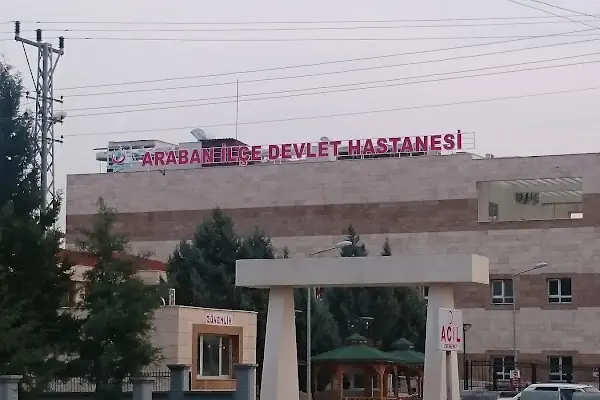 ARABAN İLÇE DEVLET HASTANESİ
GÜVENLİK
ACİL